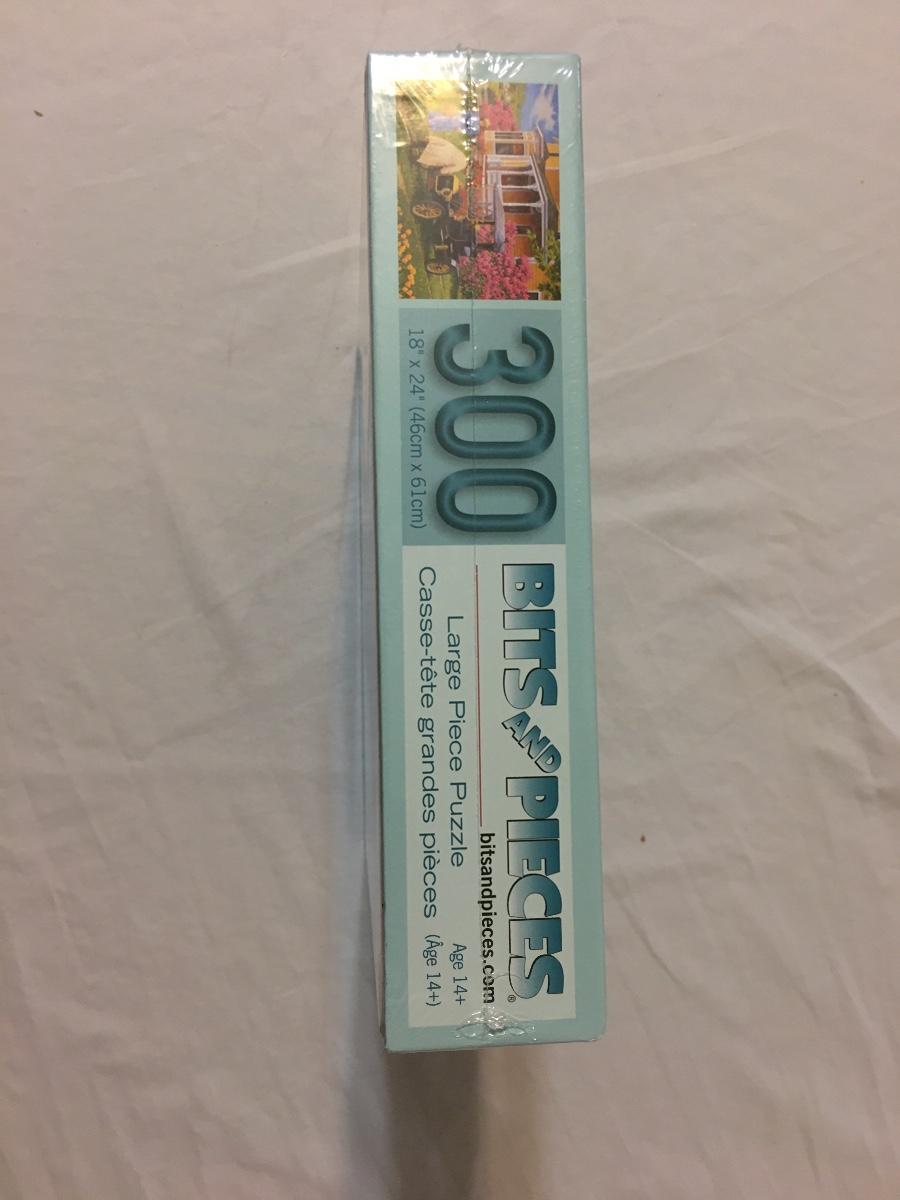 300
18" x 24" (46cm x 61cm)
BITS AND PIECES®
bitsandpieces.com
Large Piece Puzzle Age 14+
Casse-tête grandes pièces (Âge 14+)